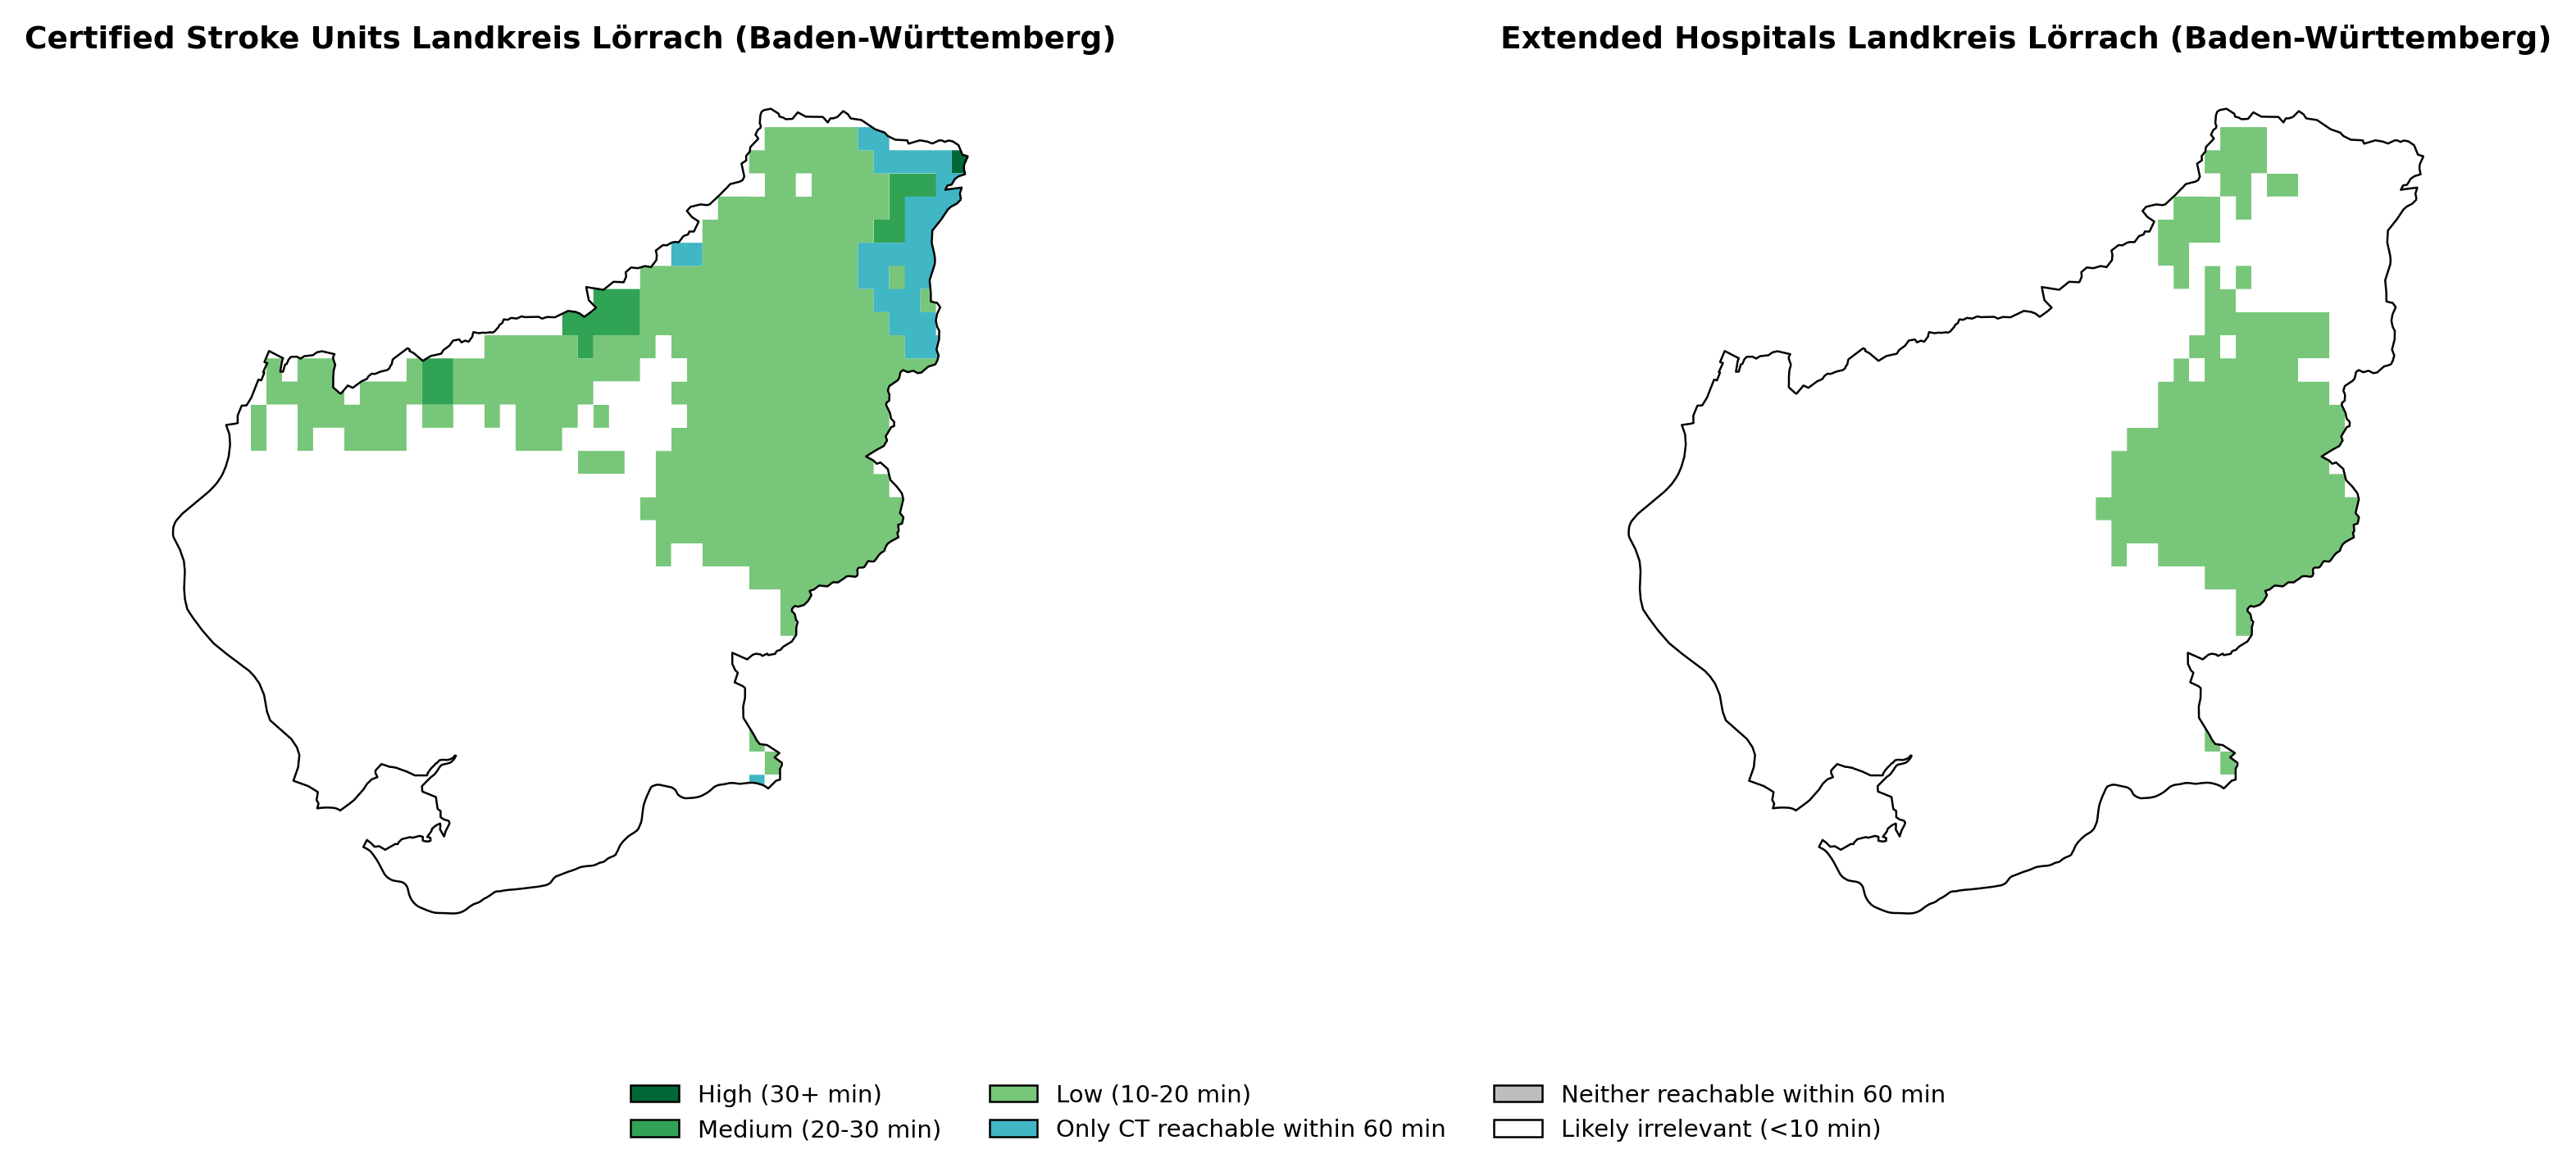 Certified Stroke Units Landkreis Lörrach (Baden-Württemberg)
Extended Hospitals Landkreis Lörrach (Baden-Württemberg)
High (30+ min)
Medium (20-30 min)
Low (10-20 min)
Only CT reachable within 60 min
Neither reachable within 60 min
Likely irrelevant (<10 min)